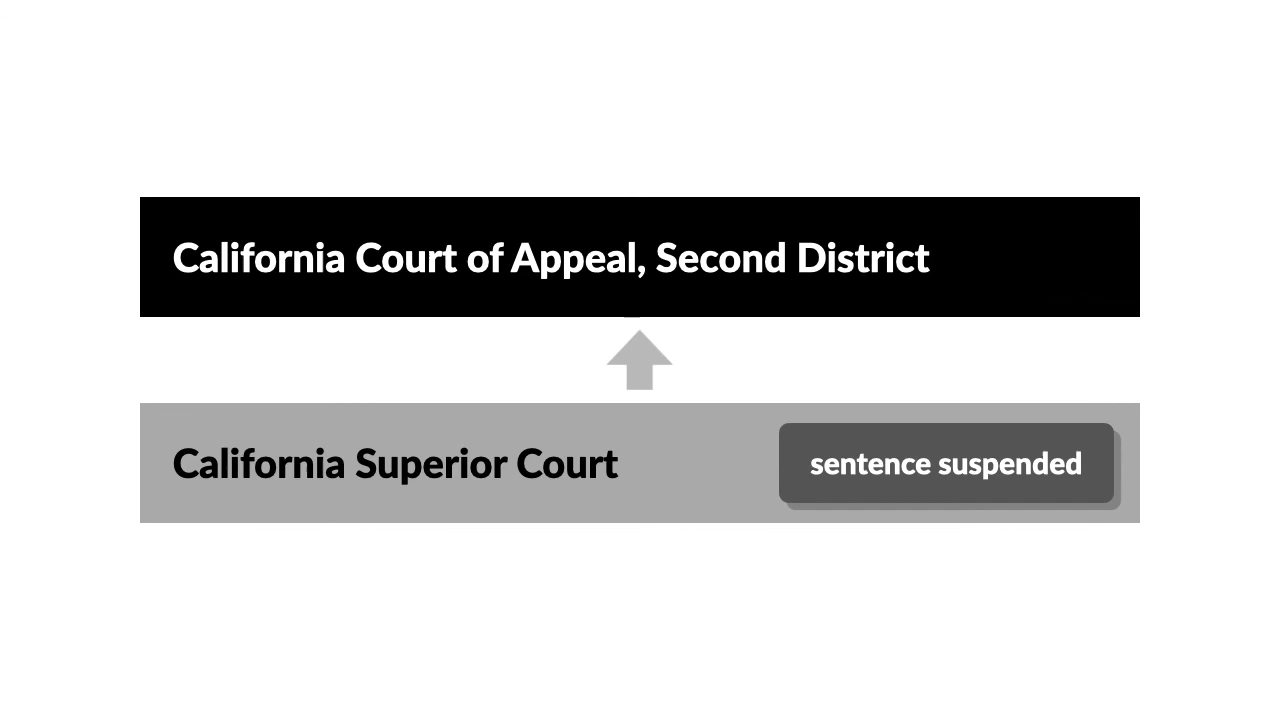 California Court of Appeal, Second District
California Superior Court
sentence suspended